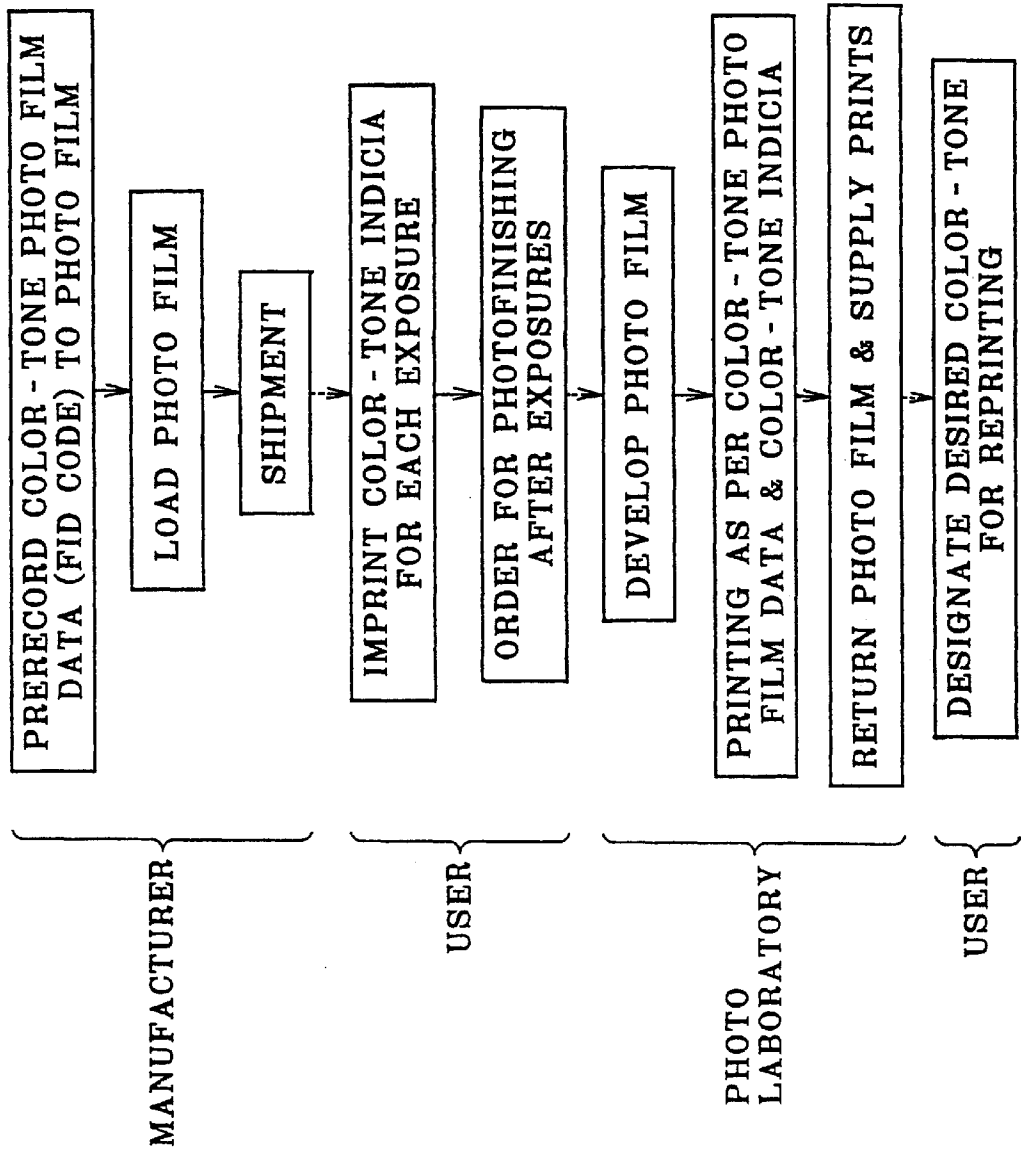 MANUFACTURER
PRERECORD COLOR-TONE PHOTO FILM
DATA (FID CODE) TO PHOTO FILM
LOAD PHOTO FILM
SHIPMENT
USER
IMPRINT COLOR-TONE INDICIA
FOR EACH EXPOSURE
ORDER FOR PHOTOFINISHING
AFTER EXPOSURES
PHOTO
LABORATORY
DEVELOP PHOTO FILM
PRINTING AS PER COLOR-TONE PHOTO
FILM DATA & COLOR-TONE INDICIA
RETURN PHOTO FILM & SUPPLY PRINTS
USER
DESIGNATE DESIRED COLOR-TONE
FOR REPRINTING